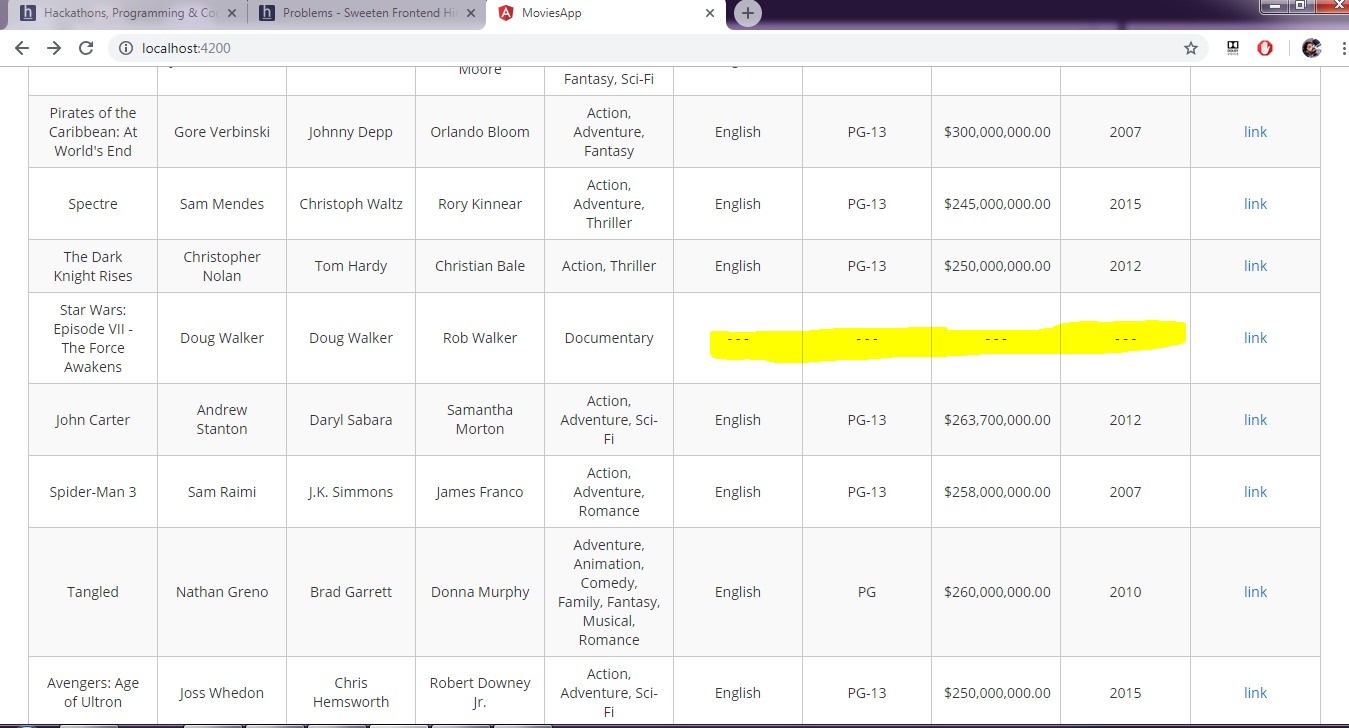 Hackathons, Programming & Co
Problems - Sweeten Frontend Hi
MoviesApp
localhost:4200
Moore
Fantasy, Sci-Fi
Pirates of the
Caribbean: At
World's End
Gore Verbinski
Johnny Depp
Orlando Bloom
Action,
Adventure,
Fantasy
English
PG-13
$300,000,000.00
2007
link
Spectre
Sam Mendes
Christoph Waltz
Rory Kinnear
Action,
Adventure,
Thriller
English
PG-13
$245,000,000.00
2015
link
The Dark
Knight Rises
Christopher
Nolan
Tom Hardy
Christian Bale
Action, Thriller
English
PG-13
$250,000,000.00
2012
link
Star Wars:
Episode VII -
The Force
Awakens
Doug Walker
Doug Walker
Rob Walker
Documentary
- - -
- - -
- - -
- - -
link
John Carter
Andrew
Stanton
Daryl Sabara
Samantha
Morton
Action,
Adventure, Sci-
Fi
English
PG-13
$263,700,000.00
2012
link
Spider-Man 3
Sam Raimi
J.K. Simmons
James Franco
Action,
Adventure,
Romance
English
PG-13
$258,000,000.00
2007
link
Tangled
Nathan Greno
Brad Garrett
Donna Murphy
Adventure,
Animation,
Comedy,
Family, Fantasy,
Musical,
Romance
English
PG
$260,000,000.00
2010
link
Avengers: Age
of Ultron
Joss Whedon
Chris
Hemsworth
Robert Downey
Jr.
Action,
Adventure, Sci-
Fi
English
PG-13
$250,000,000.00
2015
link